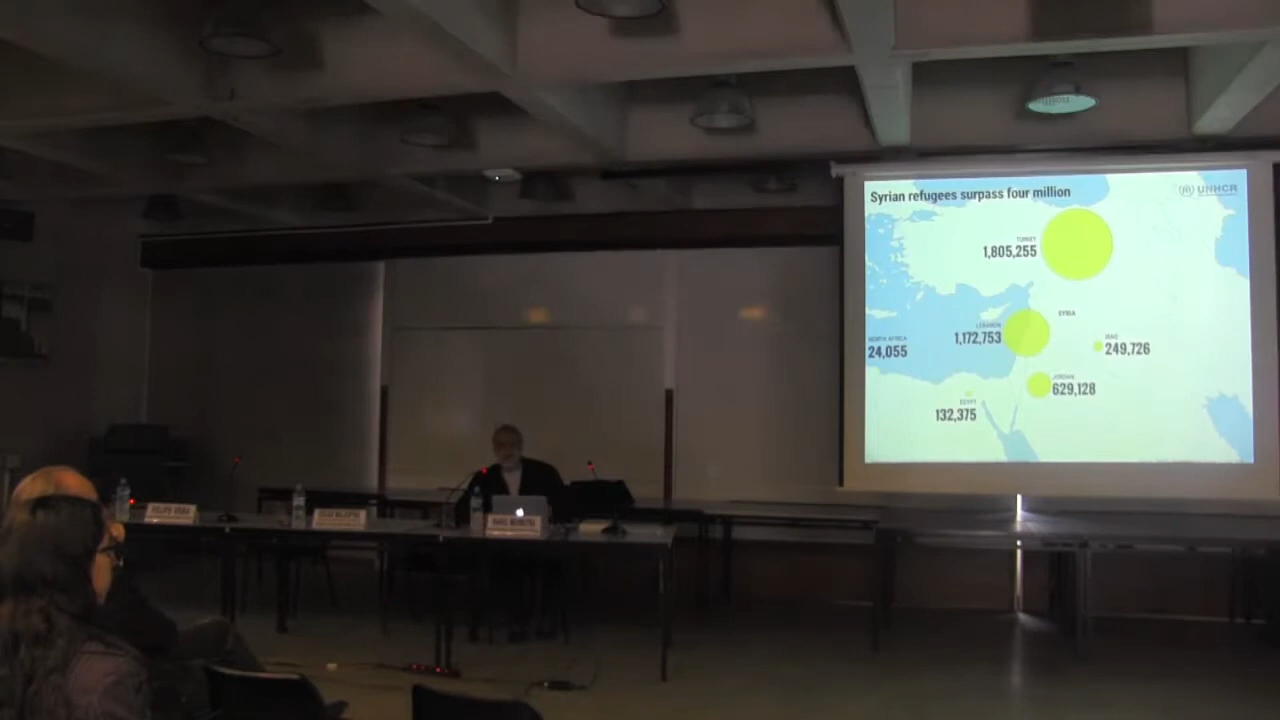 Syrian refugees surpass four million
UNHCR
TURKEY
1,805,255
SYRIA
LEBANON
1,172,753
IRAQ
249,726
NORTH AFRICA
24,055
JORDAN
629,128
EGYPT
132,375